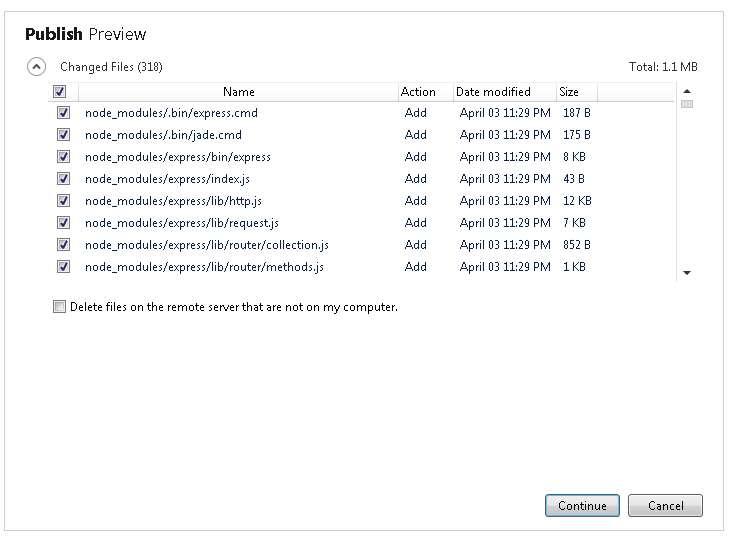 Publish Preview
Changed Files (318) Total: 1.1 MB
Name Action Date modified Size
node_modules/.bin/express.cmd Add April 03 11:29 PM 187 B
node_modules/.bin/jade.cmd Add April 03 11:29 PM 175 B
node_modules/express/bin/express Add April 03 11:29 PM 8 KB
node_modules/express/index.js Add April 03 11:29 PM 43 B
node_modules/express/lib/http.js Add April 03 11:29 PM 12 KB
node_modules/express/lib/request.js Add April 03 11:29 PM 7 KB
node_modules/express/lib/router/collection.js Add April 03 11:29 PM 852 B
node_modules/express/lib/router/methods.js Add April 03 11:29 PM 1 KB
Delete files on the remote server that are not on my computer.
Continue Cancel